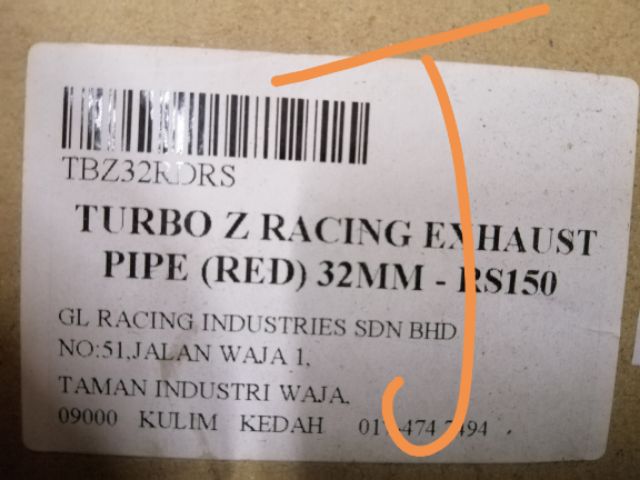 TBZ32RDRS
TURBO Z RACING EXHAUST
PIPE (RED) 32MM - RS150
GL RACING INDUSTRIES SDN BHD
NO:51,JALAN WAJA 1,
TAMAN INDUSTRI WAJA.
09000 KULIM KEDAH